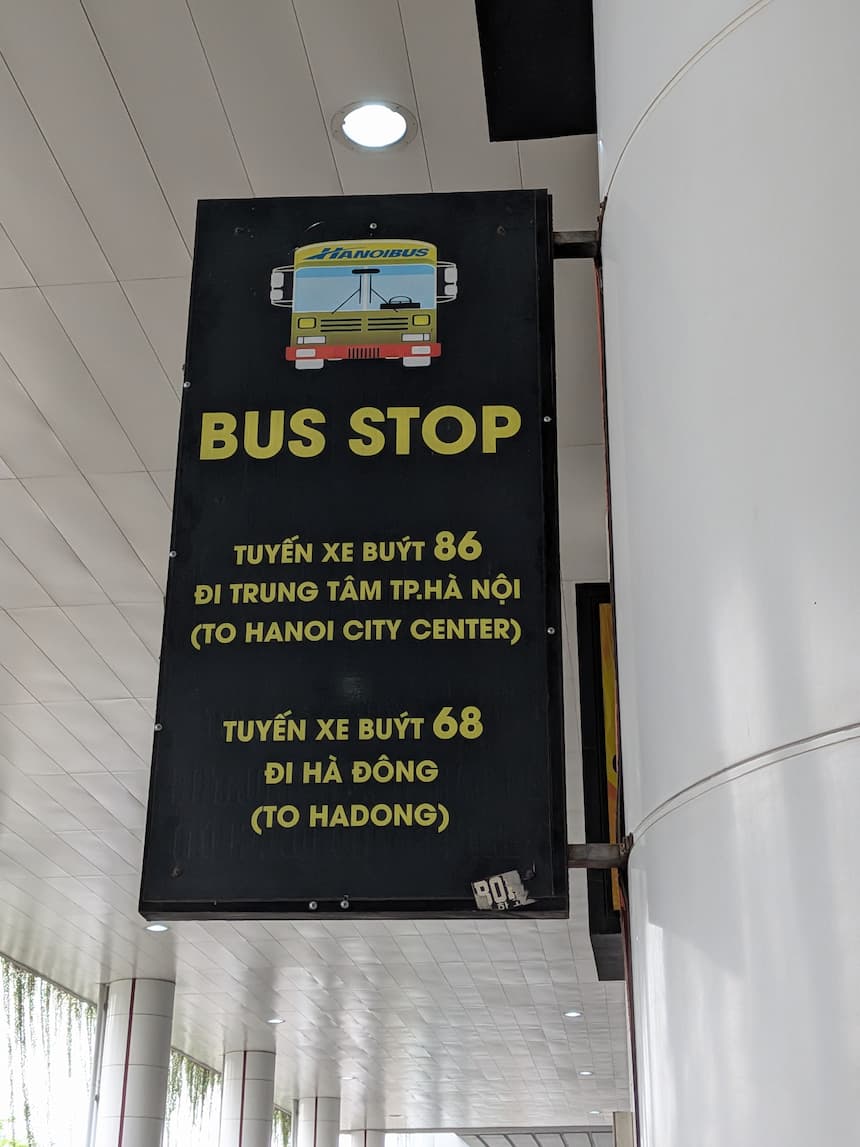 HANOIBUS
BUS STOP
TUYẾN XE BUÝT 86
ĐI TRUNG TÂM TP.HÀ NỘI
(TO HANOI CITY CENTER)
TUYẾN XE BUÝT 68
ĐI HÀ ĐÔNG
(TO HADONG)